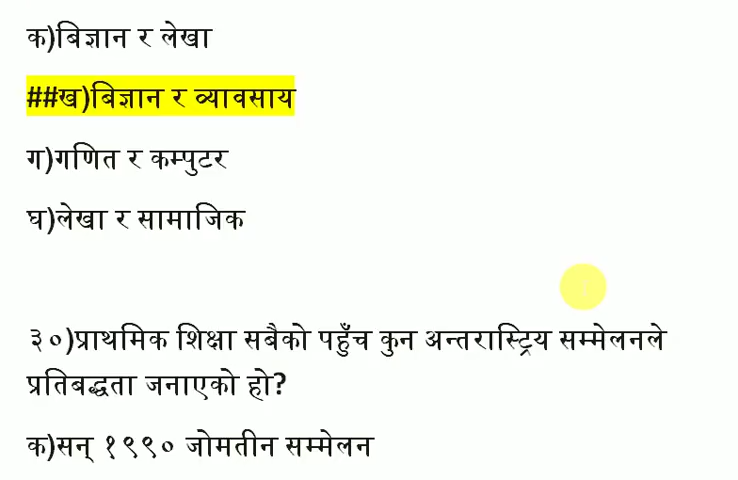 क)बिज्ञान र लेखा
##ख)बिज्ञान र व्यावसाय
ग)गणित र कम्पुटर
घ)लेखा र सामाजिक
३०)प्राथमिक शिक्षा सबैको पहुँच कुन अन्तरास्ट्रिय सम्मेलनले
प्रतिबद्धता जनाएको हो?
क)सन् १९९० जोमतीन सम्मेलन